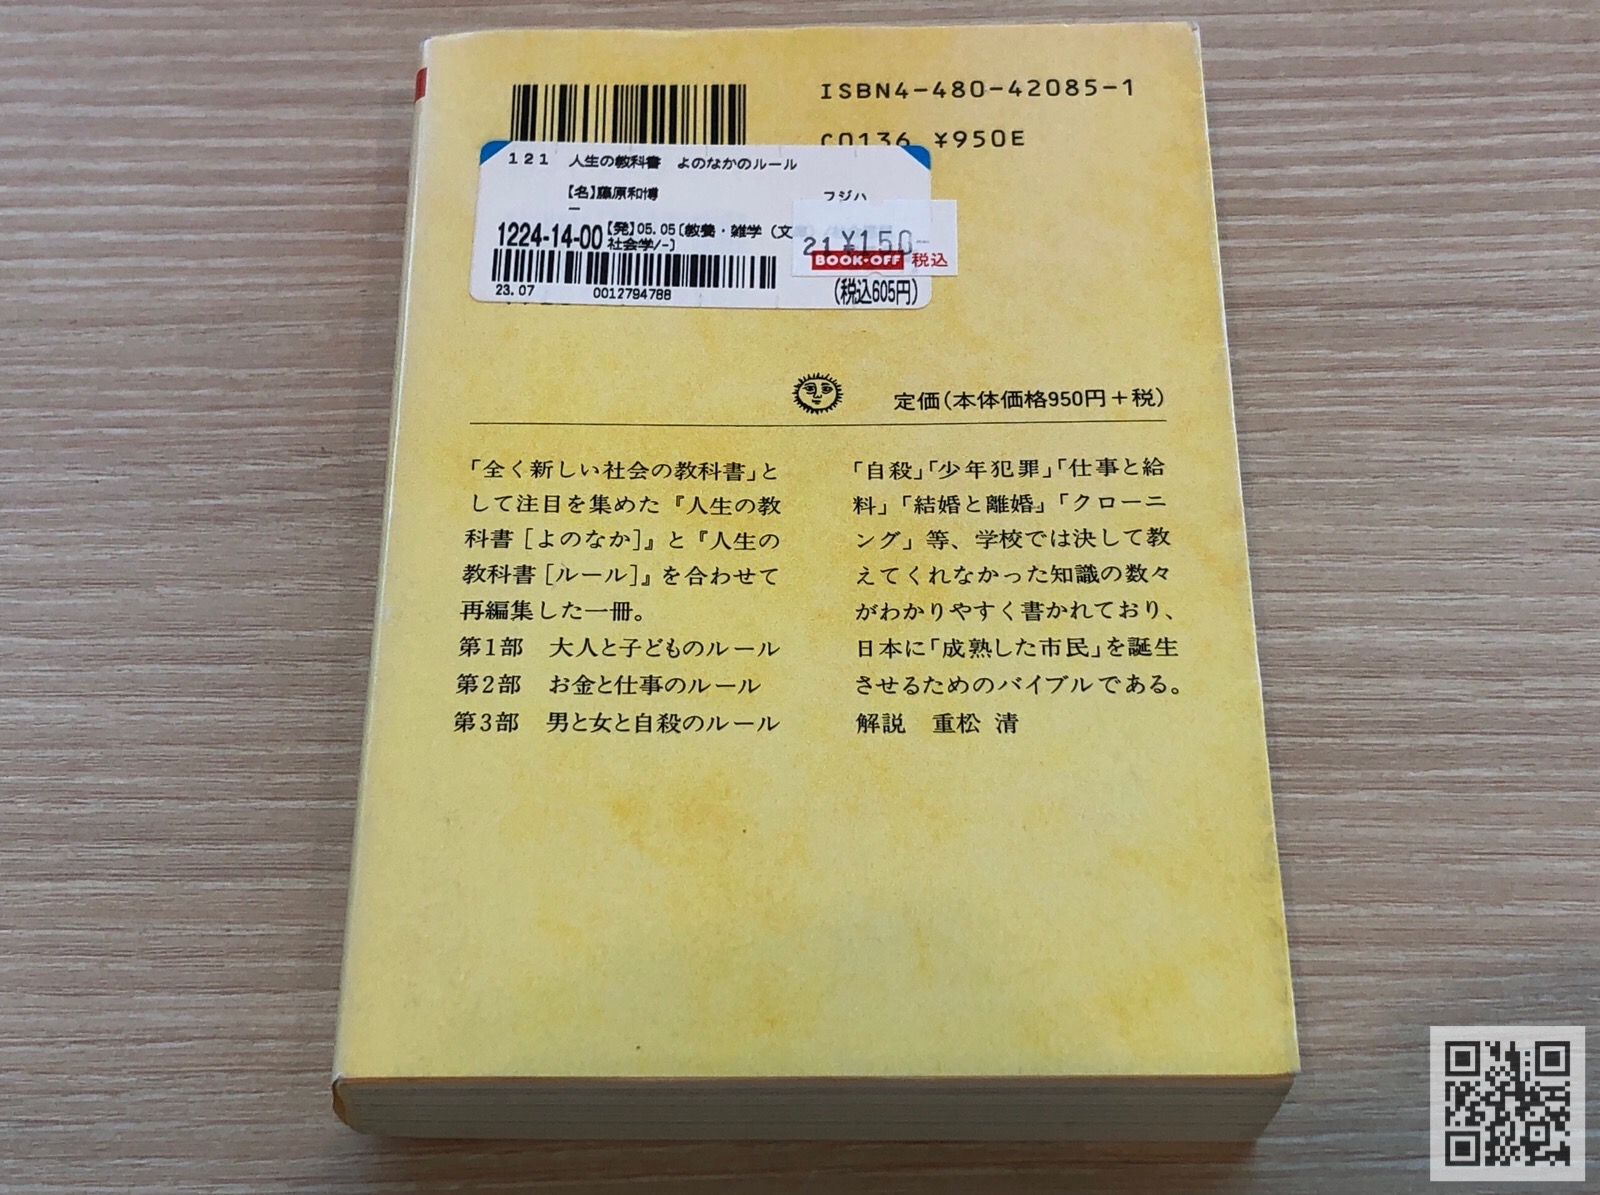 ISBN4-480-42085-1
C0136 ¥950E
121 人生の教科書 よのなかのルール
【名】藤原和博 フジハ
1224-14-00
【発】05.05〔教養・雑学（文
社会学/-〕
21 ¥150-
BOOK・OFF 税込
23.07 0012794788
(税込605円)
定価(本体価格950円＋税)
「全く新しい社会の教科書」と
して注目を集めた『人生の教
科書［よのなか］』と『人生の
教科書［ルール］』を合わせて
再編集した一冊。
第1部 大人と子どものルール
第2部 お金と仕事のルール
第3部 男と女と自殺のルール
「自殺」「少年犯罪」「仕事と給
料」「結婚と離婚」「クローニ
ング」等、学校では決して教
えてくれなかった知識の数々
がわかりやすく書かれており、
日本に「成熟した市民」を誕生
させるためのバイブルである。
解説 重松 清